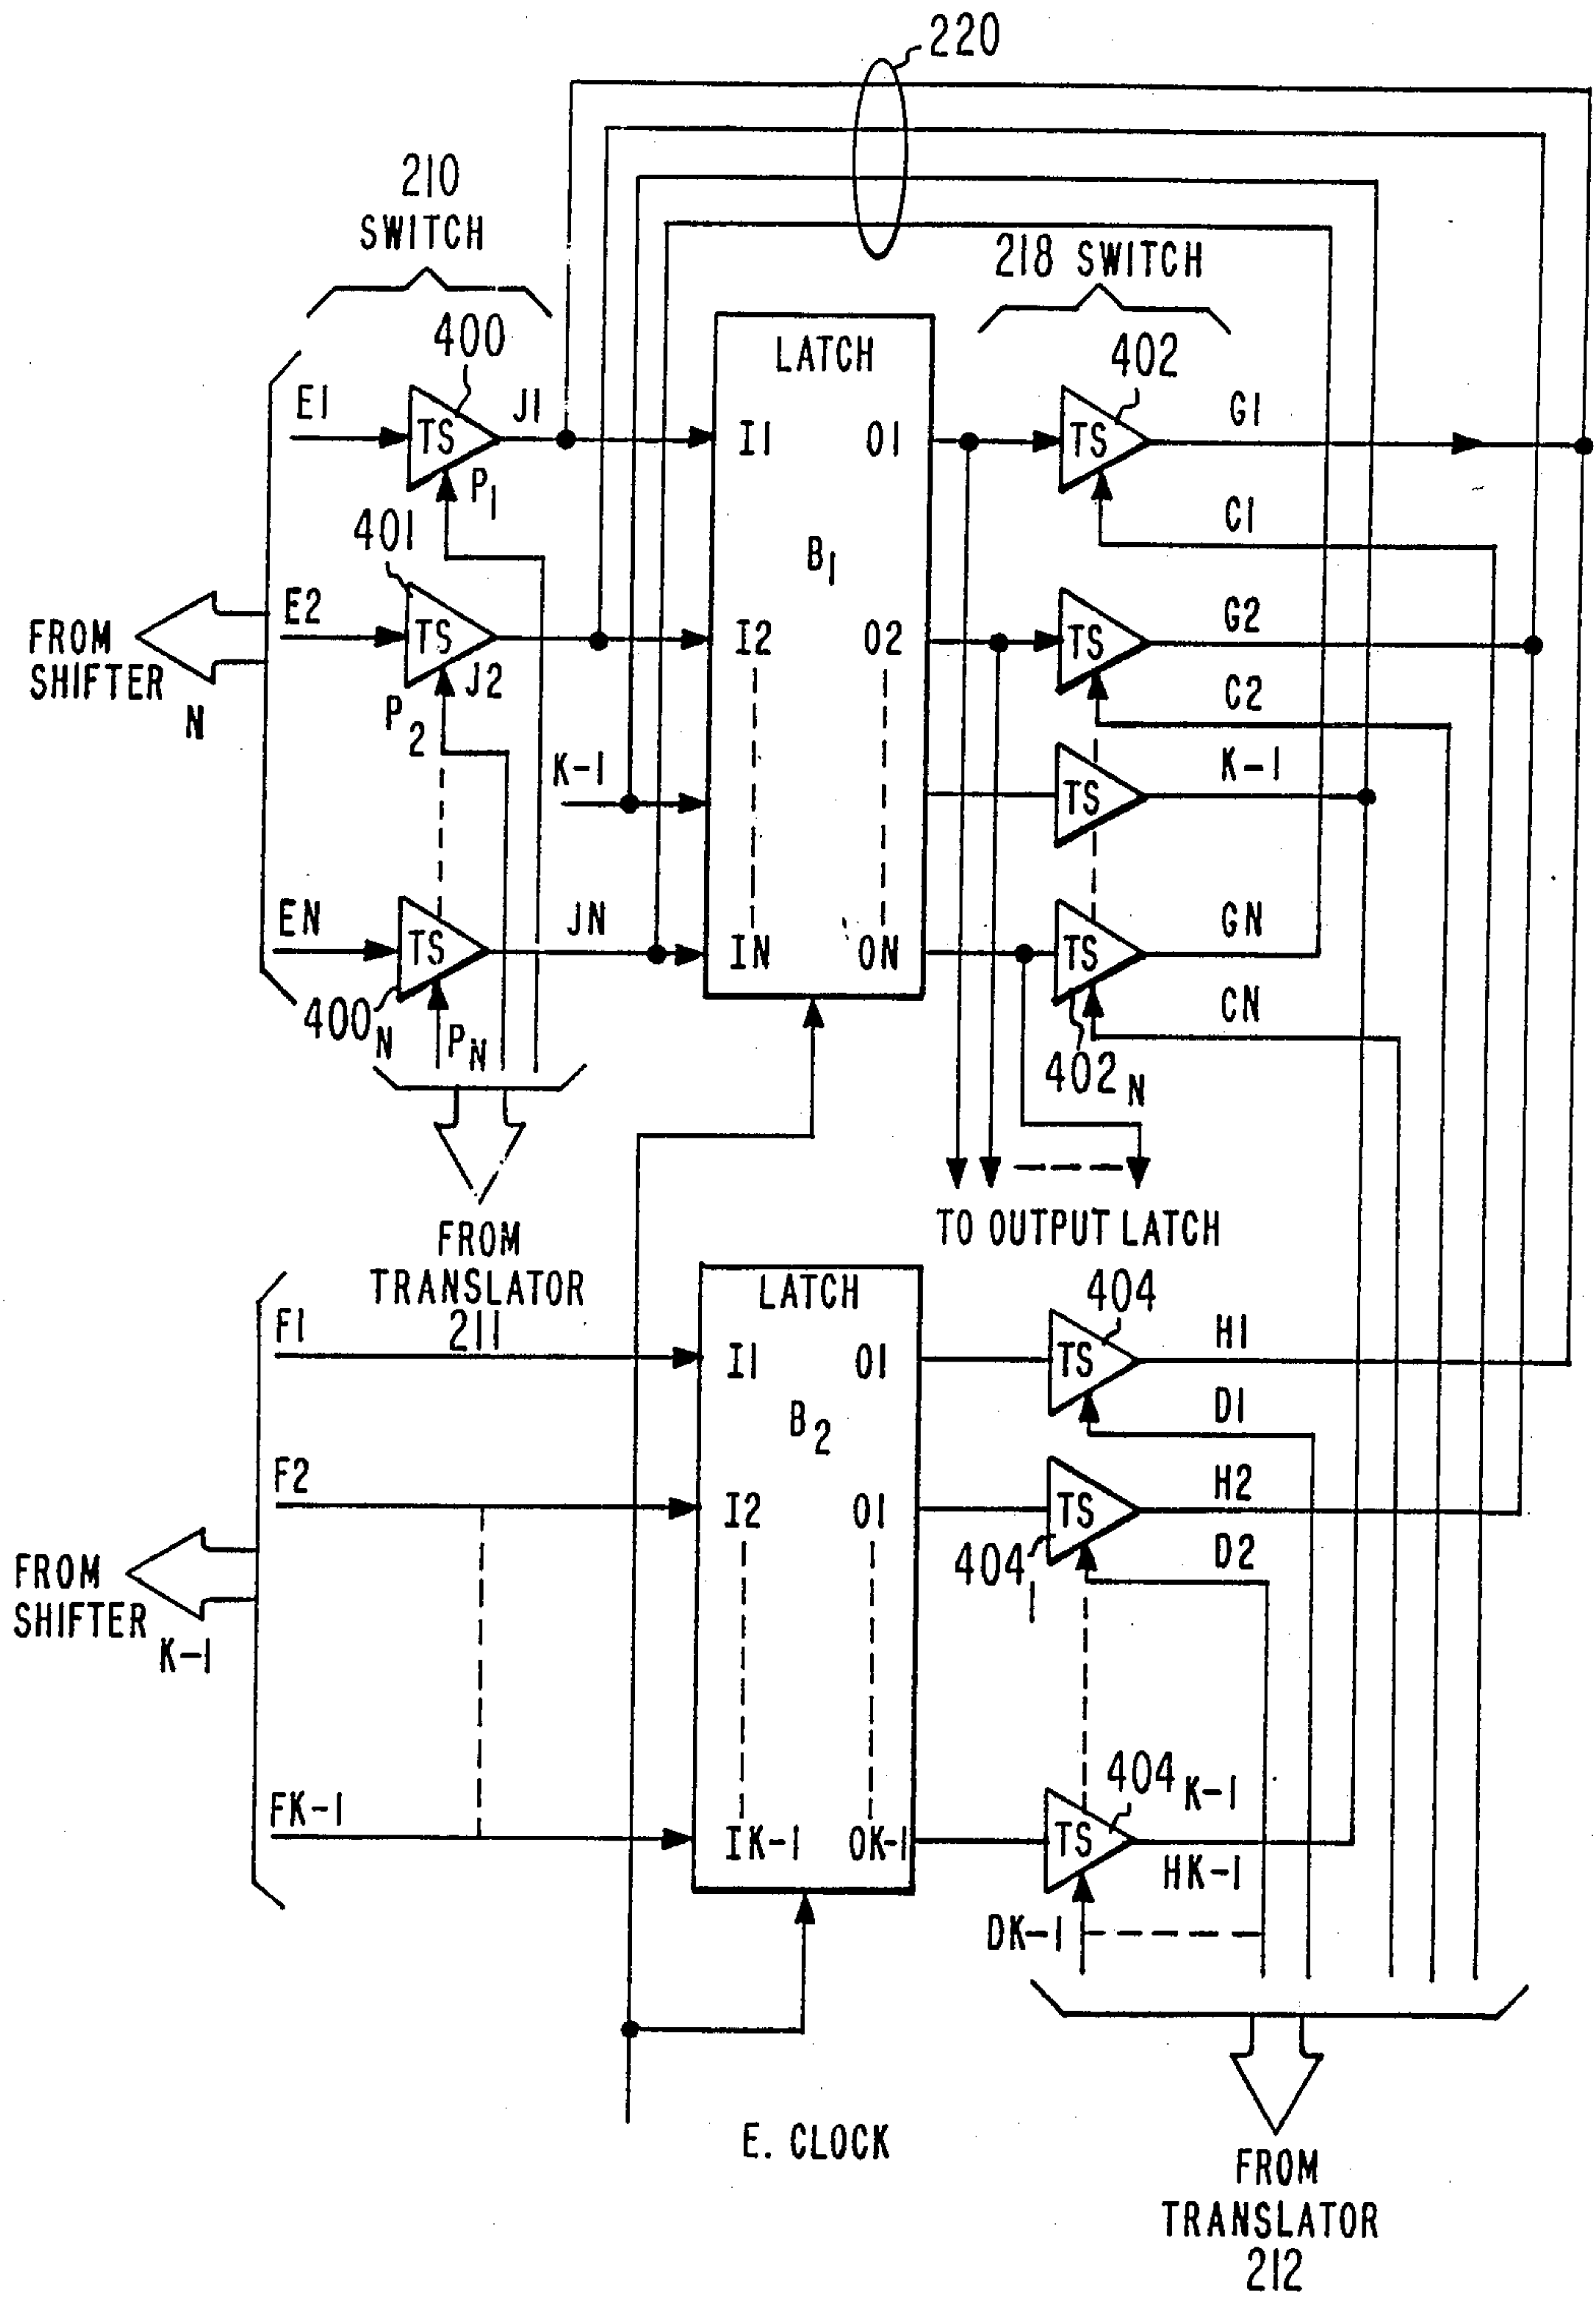 220
210
SWITCH
218 SWITCH
400
LATCH
402
E1
TS
J1
I1
O1
TS
G1
P1
C1
401
B1
FROM
SHIFTER
N
E2
TS
J2
I2
O2
TS
G2
P2
C2
K-1
TS
K-1
EN
TS
JN
IN
ON
TS
GN
400N
PN
402N
CN
TO OUTPUT LATCH
FROM
TRANSLATOR
211
LATCH
404
F1
I1
O1
TS
H1
B2
D1
F2
I2
O1
TS
H2
4041
D2
FROM
SHIFTER
K-1
404K-1
FK-1
IK-1
OK-1
TS
HK-1
DK-1
E. CLOCK
FROM
TRANSLATOR
212